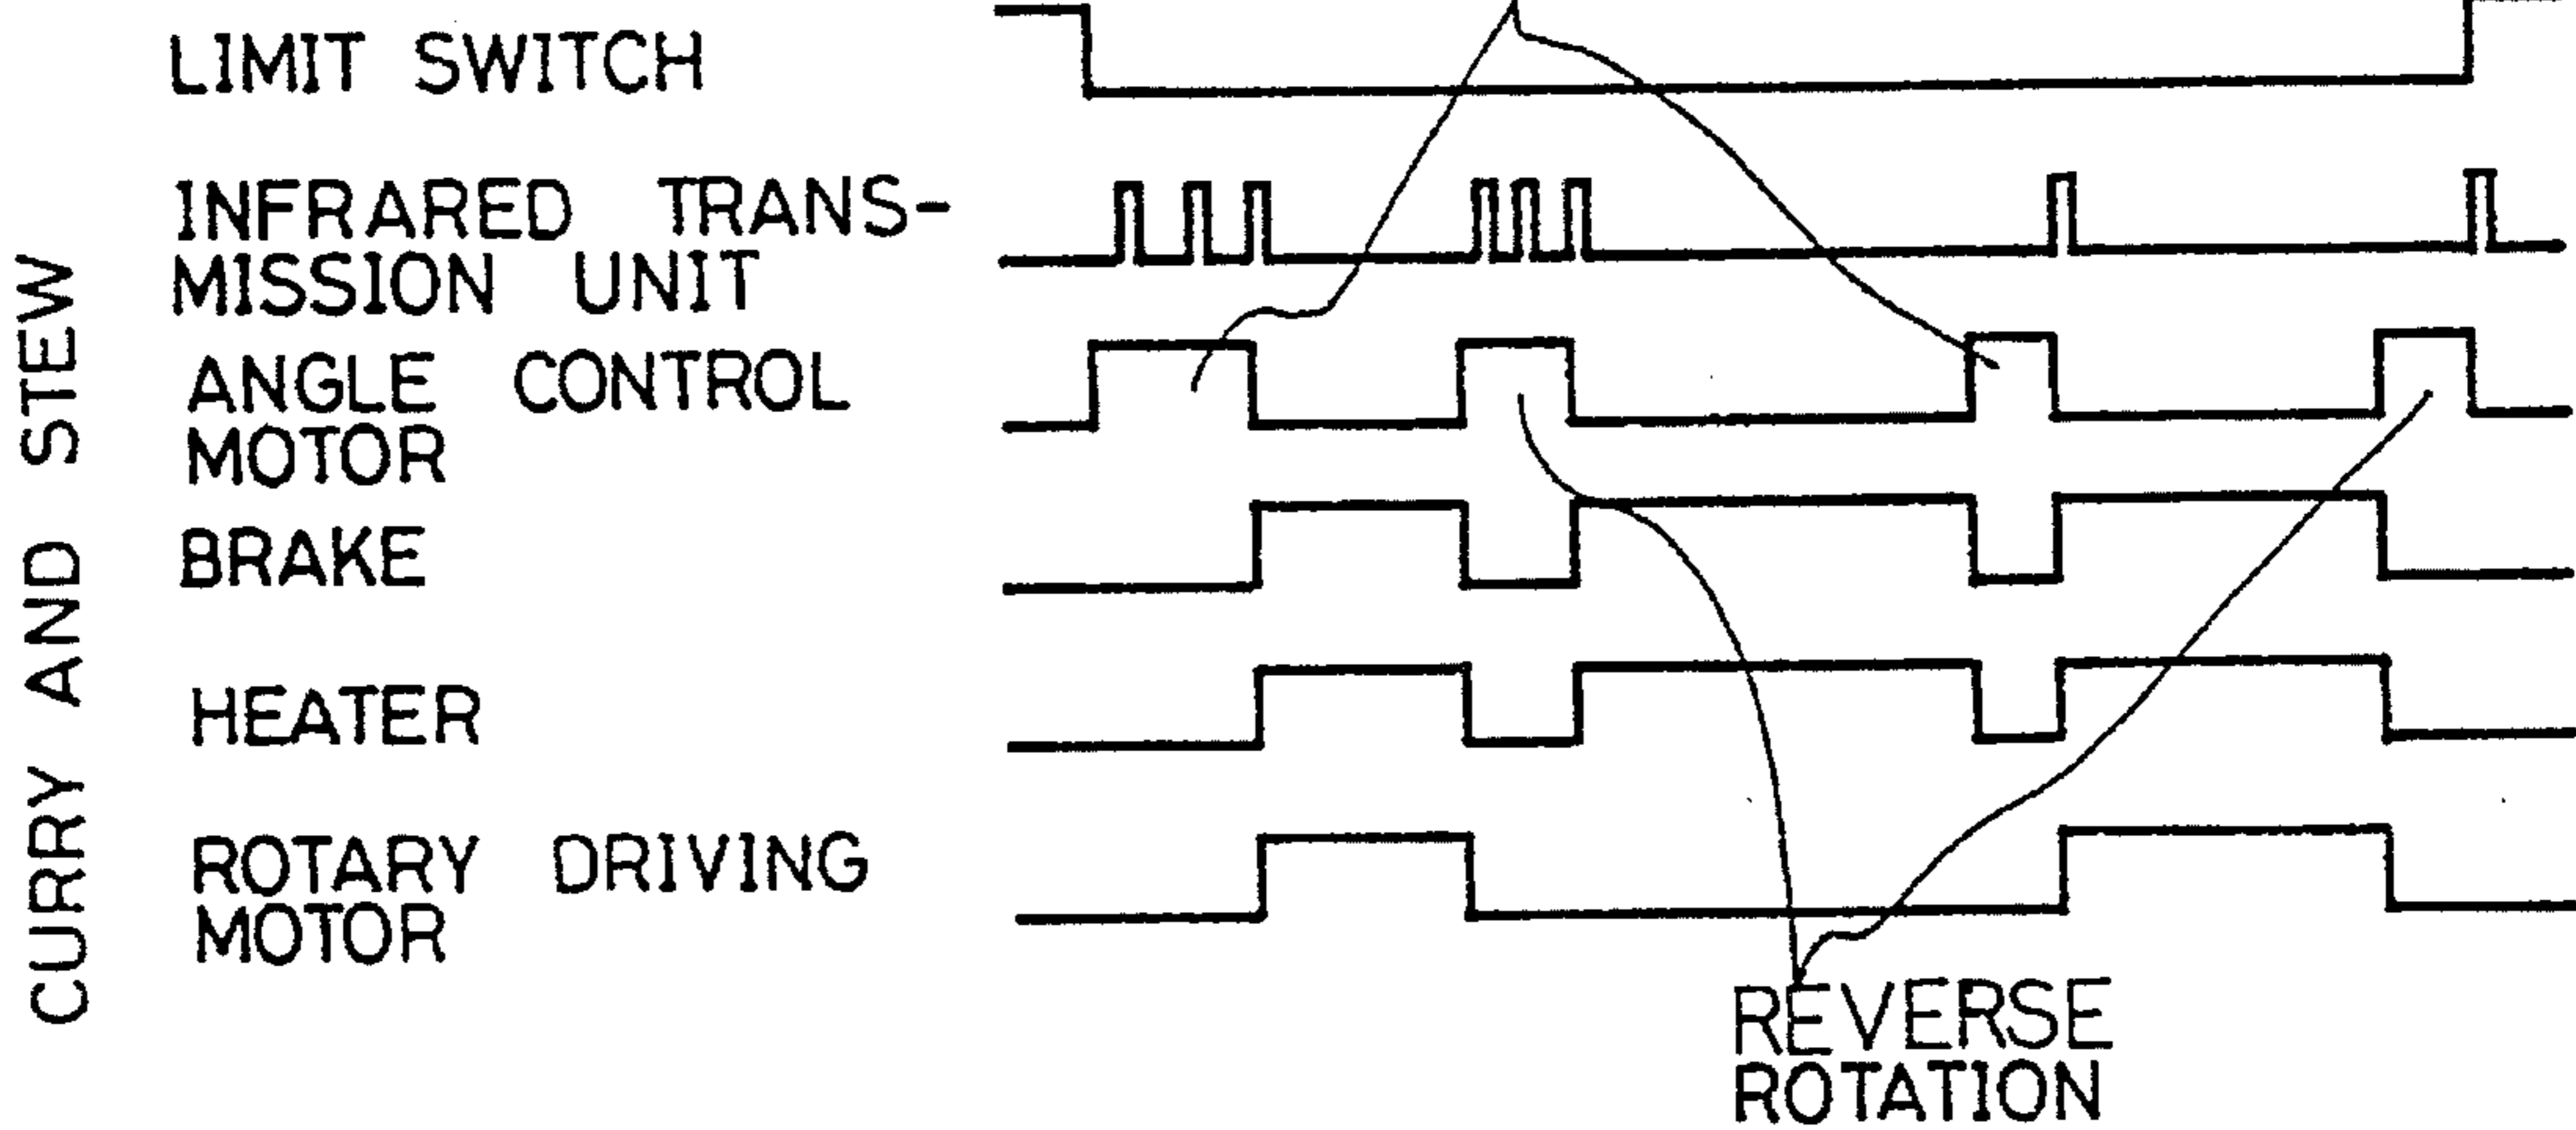 CURRY AND STEW
LIMIT SWITCH
INFRARED TRANS-
MISSION UNIT
ANGLE CONTROL
MOTOR
BRAKE
HEATER
ROTARY DRIVING
MOTOR
REVERSE
ROTATION